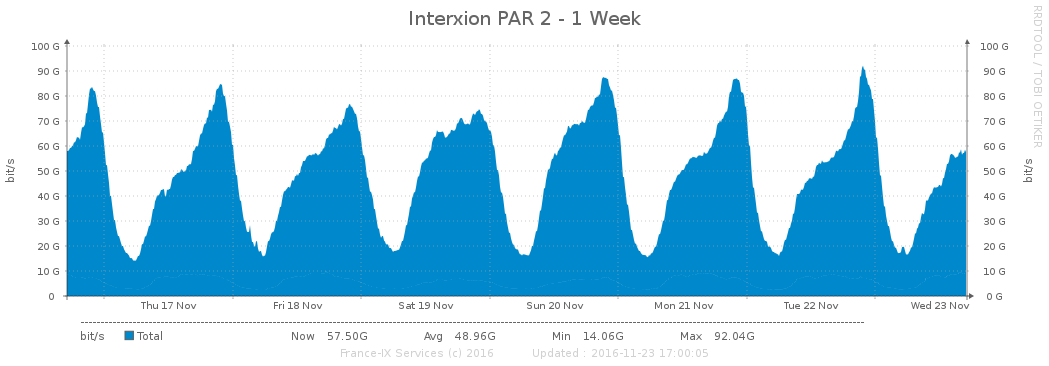 Interxion PAR 2 - 1 Week
RRDTOOL / TOBI OETIKER
bit/s
100 G
90 G
80 G
70 G
60 G
50 G
40 G
30 G
20 G
10 G
0
100 G
90 G
80 G
70 G
60 G
50 G
40 G
30 G
20 G
10 G
0 G
bit/s
Thu 17 Nov Fri 18 Nov Sat 19 Nov Sun 20 Nov Mon 21 Nov Tue 22 Nov Wed 23 Nov
bit/s Total Now 57.50G Avg 48.96G Min 14.06G Max 92.04G
France-IX Services (c) 2016 Updated : 2016-11-23 17:00:05